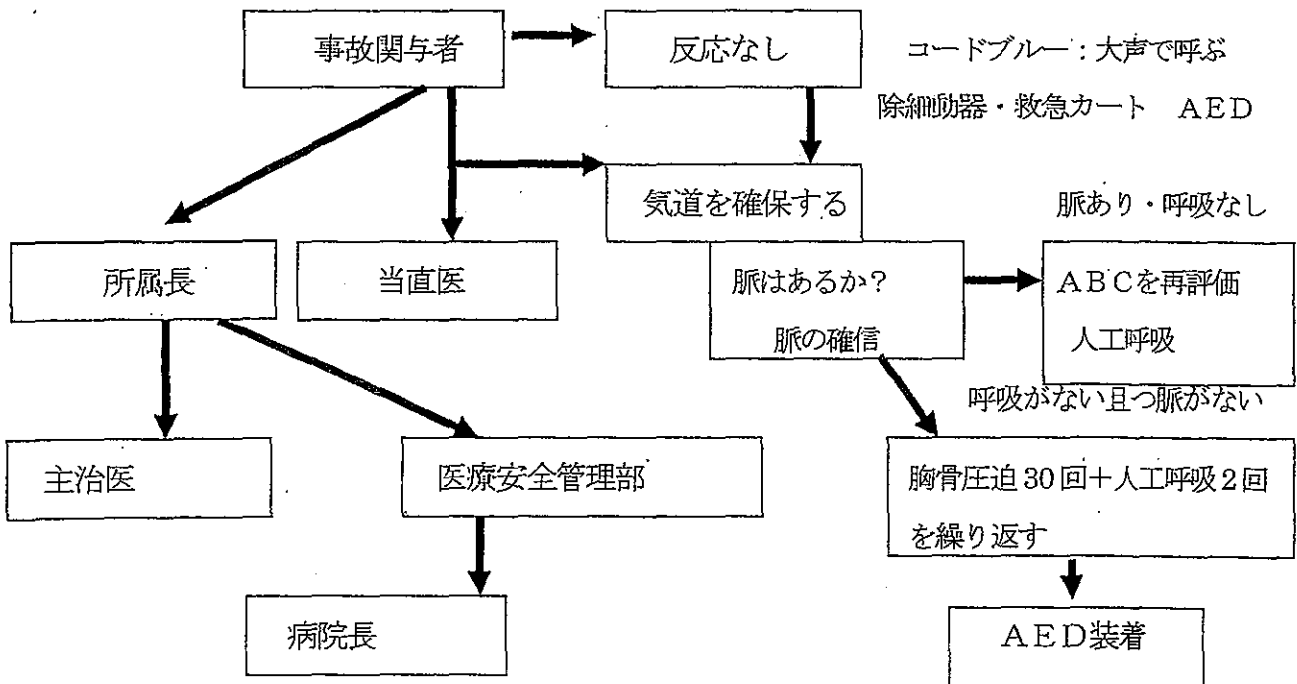 事故関与者
反応なし
コードブルー：大声で呼ぶ
除細動器・救急カート　AED
気道を確保する
脈あり・呼吸なし
所属長
当直医
脈はあるか？
脈の確信
ABCを再評価
人工呼吸
呼吸がない且つ脈がない
主治医
医療安全管理部
胸骨圧迫30回＋人工呼吸2回
を繰り返す
病院長
AED装着